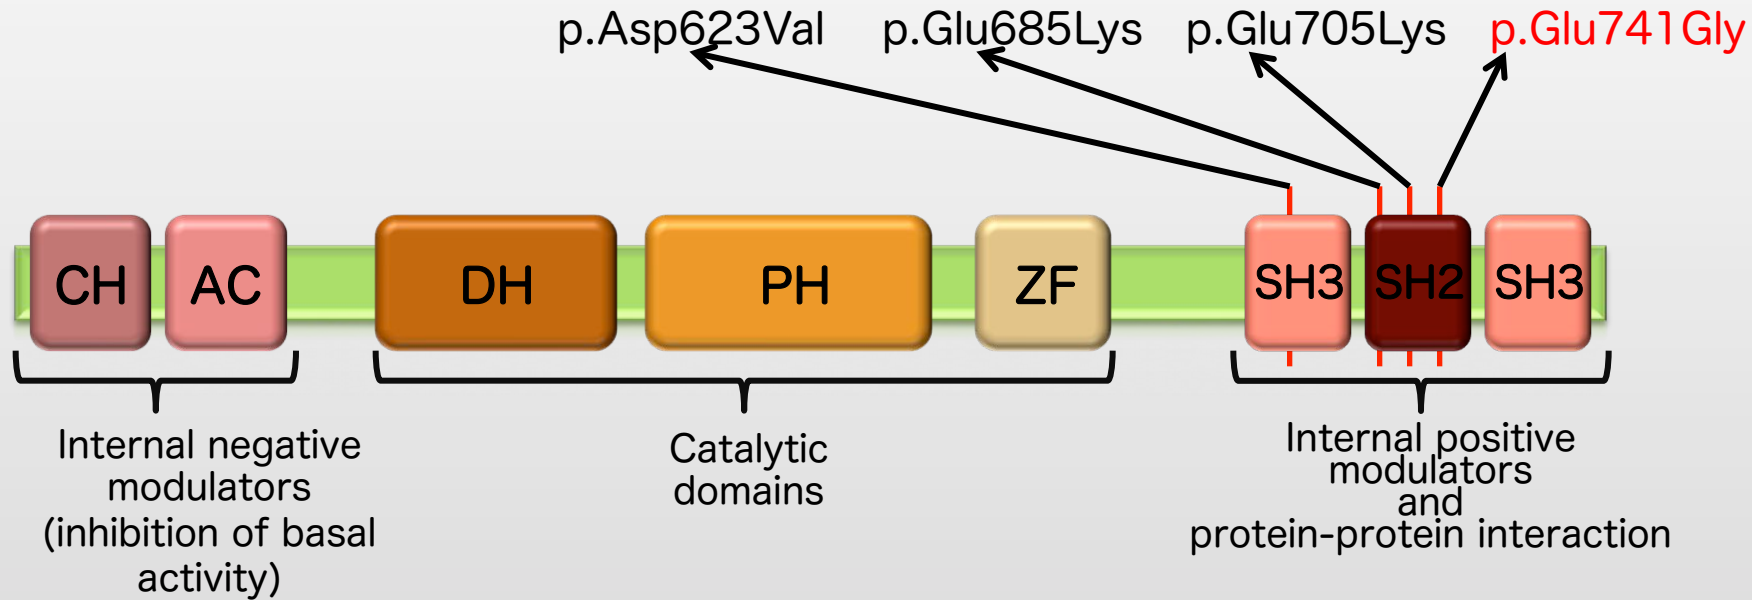 p.Asp623Val p.Glu685Lys p.Glu705Lys p.Glu741Gly
CH AC DH PH ZF SH3 SH2 SH3
Internal negative
modulators
(inhibition of basal
activity)
Catalytic
domains
Internal positive
modulators
and
protein-protein interaction